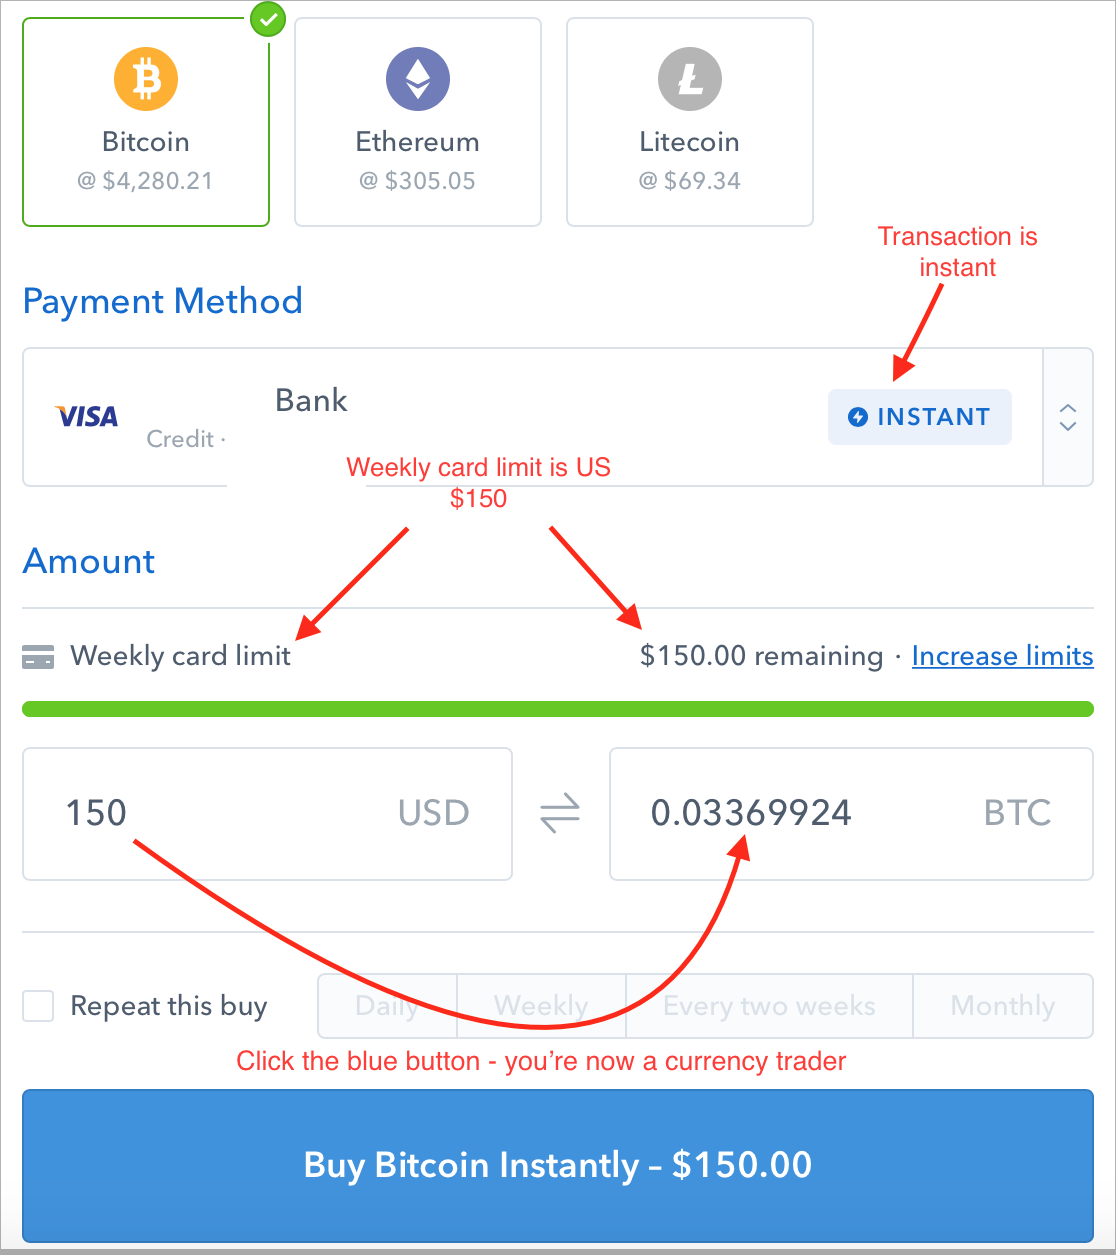 Bitcoin
@ $4,280.21
Ethereum
@ $305.05
Litecoin
@ $69.34
Transaction is
instant
Payment Method
VISA
Credit ·
Bank
INSTANT
Weekly card limit is US
$150
Amount
Weekly card limit
$150.00 remaining · Increase limits
150 USD
0.03369924 BTC
Repeat this buy
Daily
Weekly
Every two weeks
Monthly
Click the blue button - you’re now a currency trader
Buy Bitcoin Instantly – $150.00